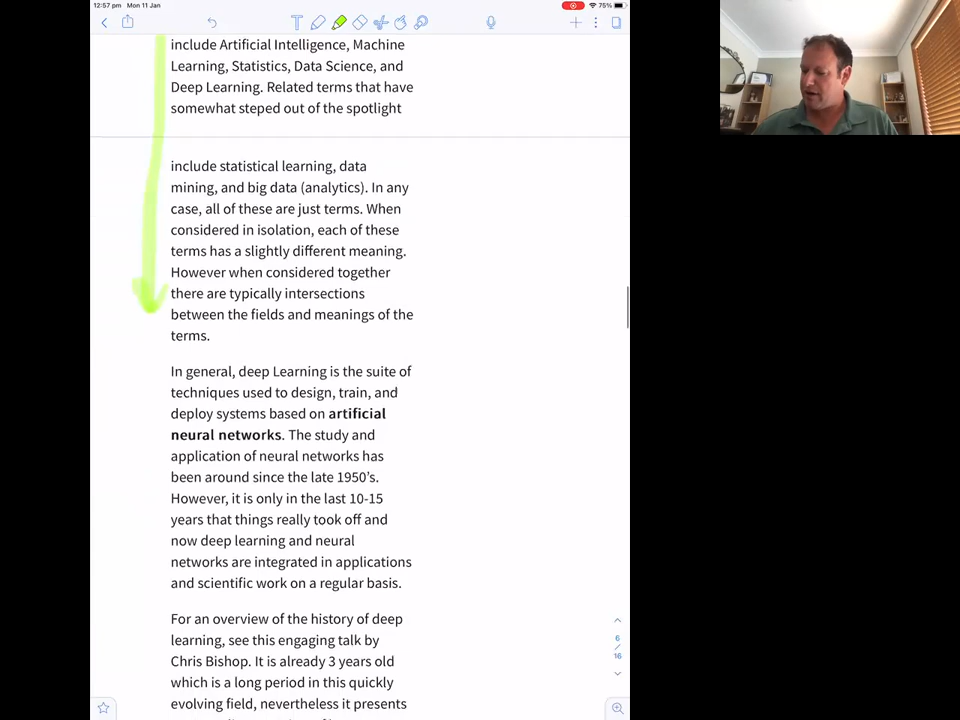 12:57 pm Mon 11 Jan
75%
T
include Artificial Intelligence, Machine
Learning, Statistics, Data Science, and
Deep Learning. Related terms that have
somewhat steped out of the spotlight
include statistical learning, data
mining, and big data (analytics). In any
case, all of these are just terms. When
considered in isolation, each of these
terms has a slightly different meaning.
However when considered together
there are typically intersections
between the fields and meanings of the
terms.
In general, deep Learning is the suite of
techniques used to design, train, and
deploy systems based on artificial
neural networks. The study and
application of neural networks has
been around since the late 1950’s.
However, it is only in the last 10-15
years that things really took off and
now deep learning and neural
networks are integrated in applications
and scientific work on a regular basis.
For an overview of the history of deep
learning, see this engaging talk by
Chris Bishop. It is already 3 years old
which is a long period in this quickly
evolving field, nevertheless it presents
6
/
16